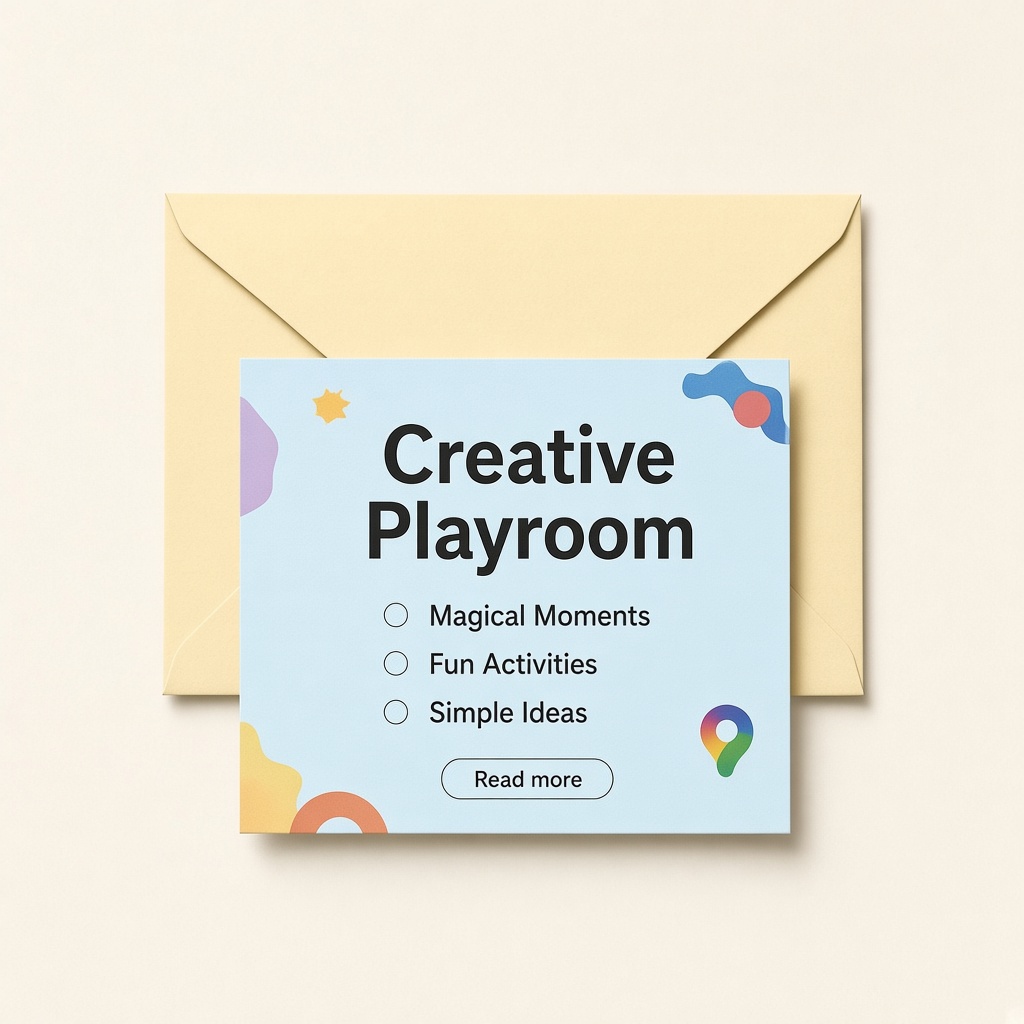 Creative
Playroom
Magical Moments
Fun Activities
Simple Ideas
Read more